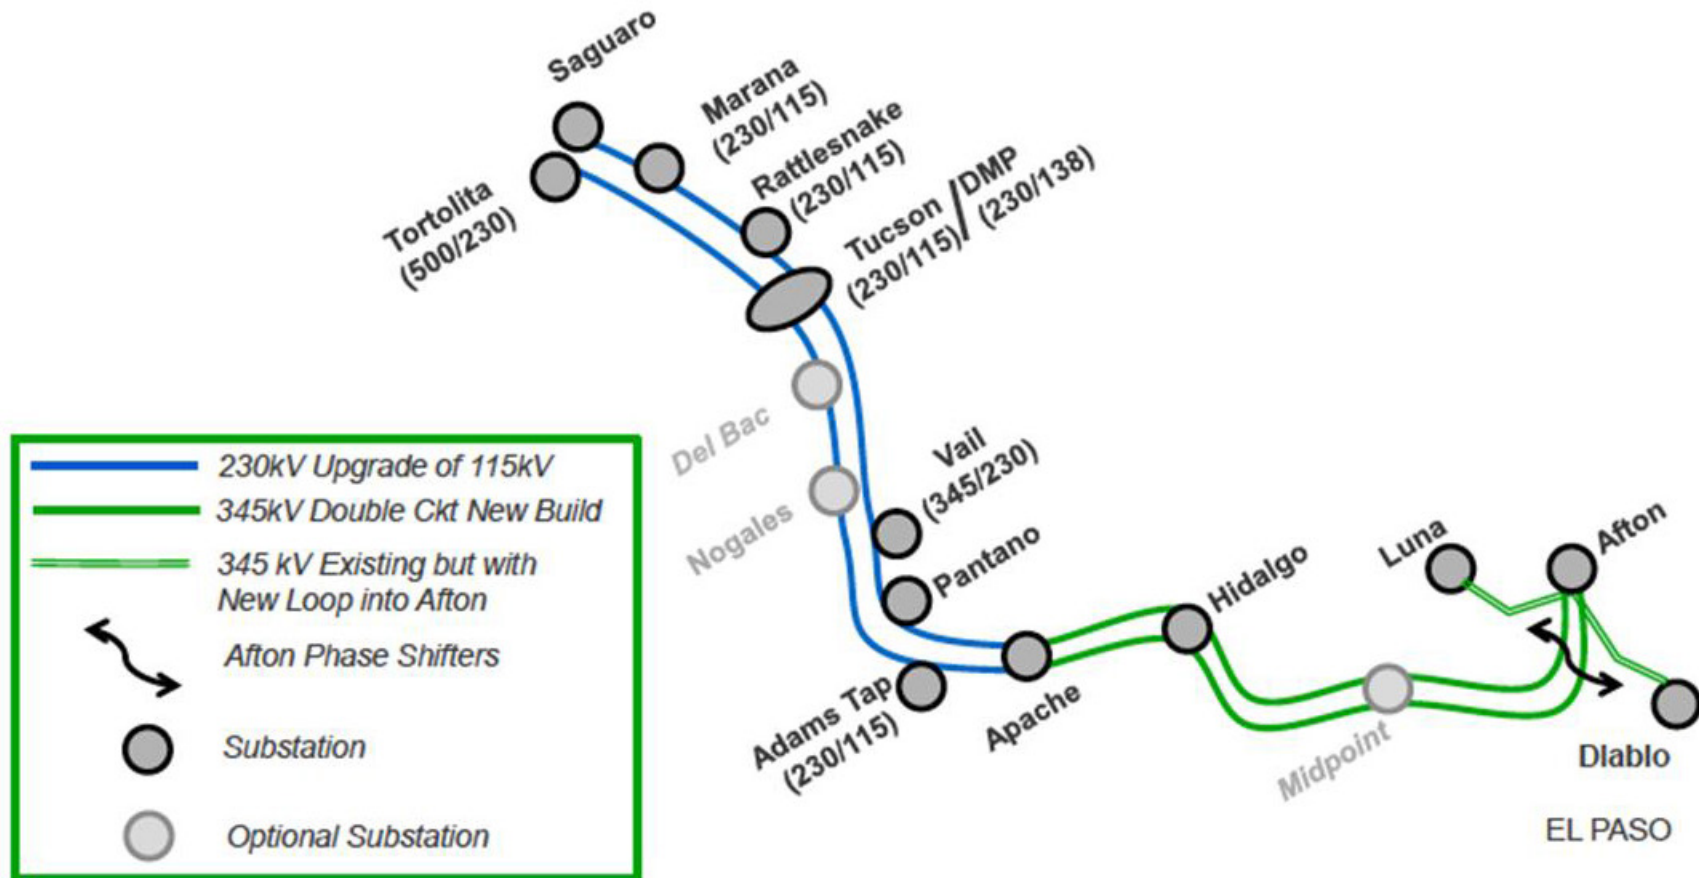 Saguaro
Marana
(230/115)
Rattlesnake
(230/115)
Tucson / DMP
(230/115) (230/138)
Tortolita
(500/230)
Del Bac
Nogales
Vail
(345/230)
Pantano
Adams Tap
(230/115)
Apache
Hidalgo
Midpoint
Luna
Afton
DIablo
EL PASO
230kV Upgrade of 115kV
345kV Double Ckt New Build
345 kV Existing but with
New Loop into Afton
Afton Phase Shifters
Substation
Optional Substation